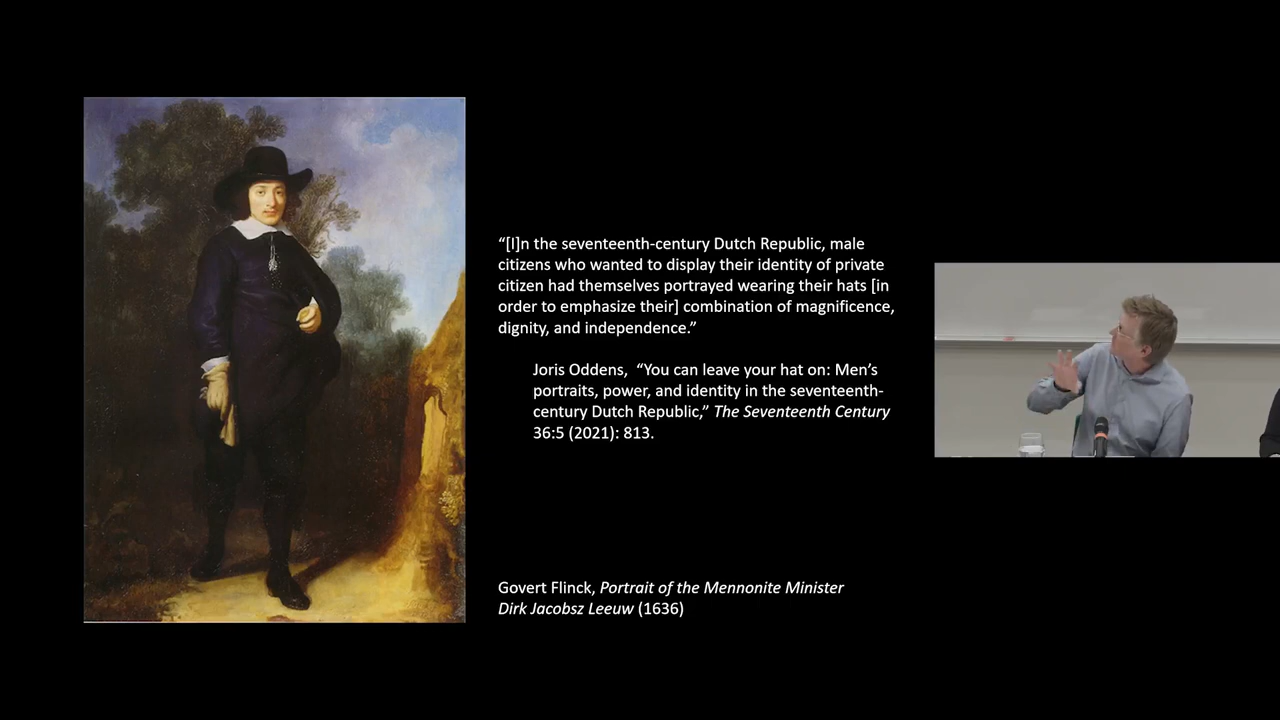 “[I]n the seventeenth-century Dutch Republic, male
citizens who wanted to display their identity of private
citizen had themselves portrayed wearing their hats [in
order to emphasize their] combination of magnificence,
dignity, and independence.”
Joris Oddens,  “You can leave your hat on: Men’s
portraits, power, and identity in the seventeenth-
century Dutch Republic,” The Seventeenth Century
36:5 (2021): 813.
Govert Flinck, Portrait of the Mennonite Minister
Dirk Jacobsz Leeuw (1636)